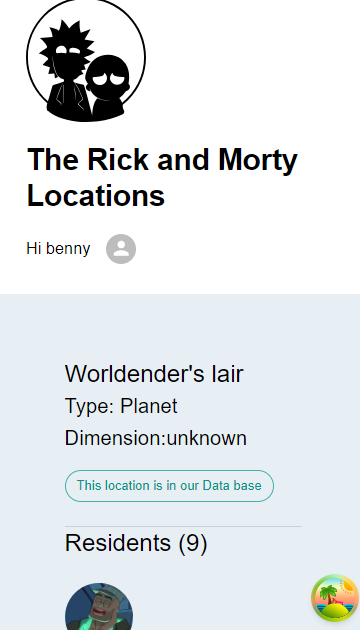 The Rick and Morty
Locations
Hi benny
Worldender's lair
Type: Planet
Dimension:unknown
This location is in our Data base
Residents (9)